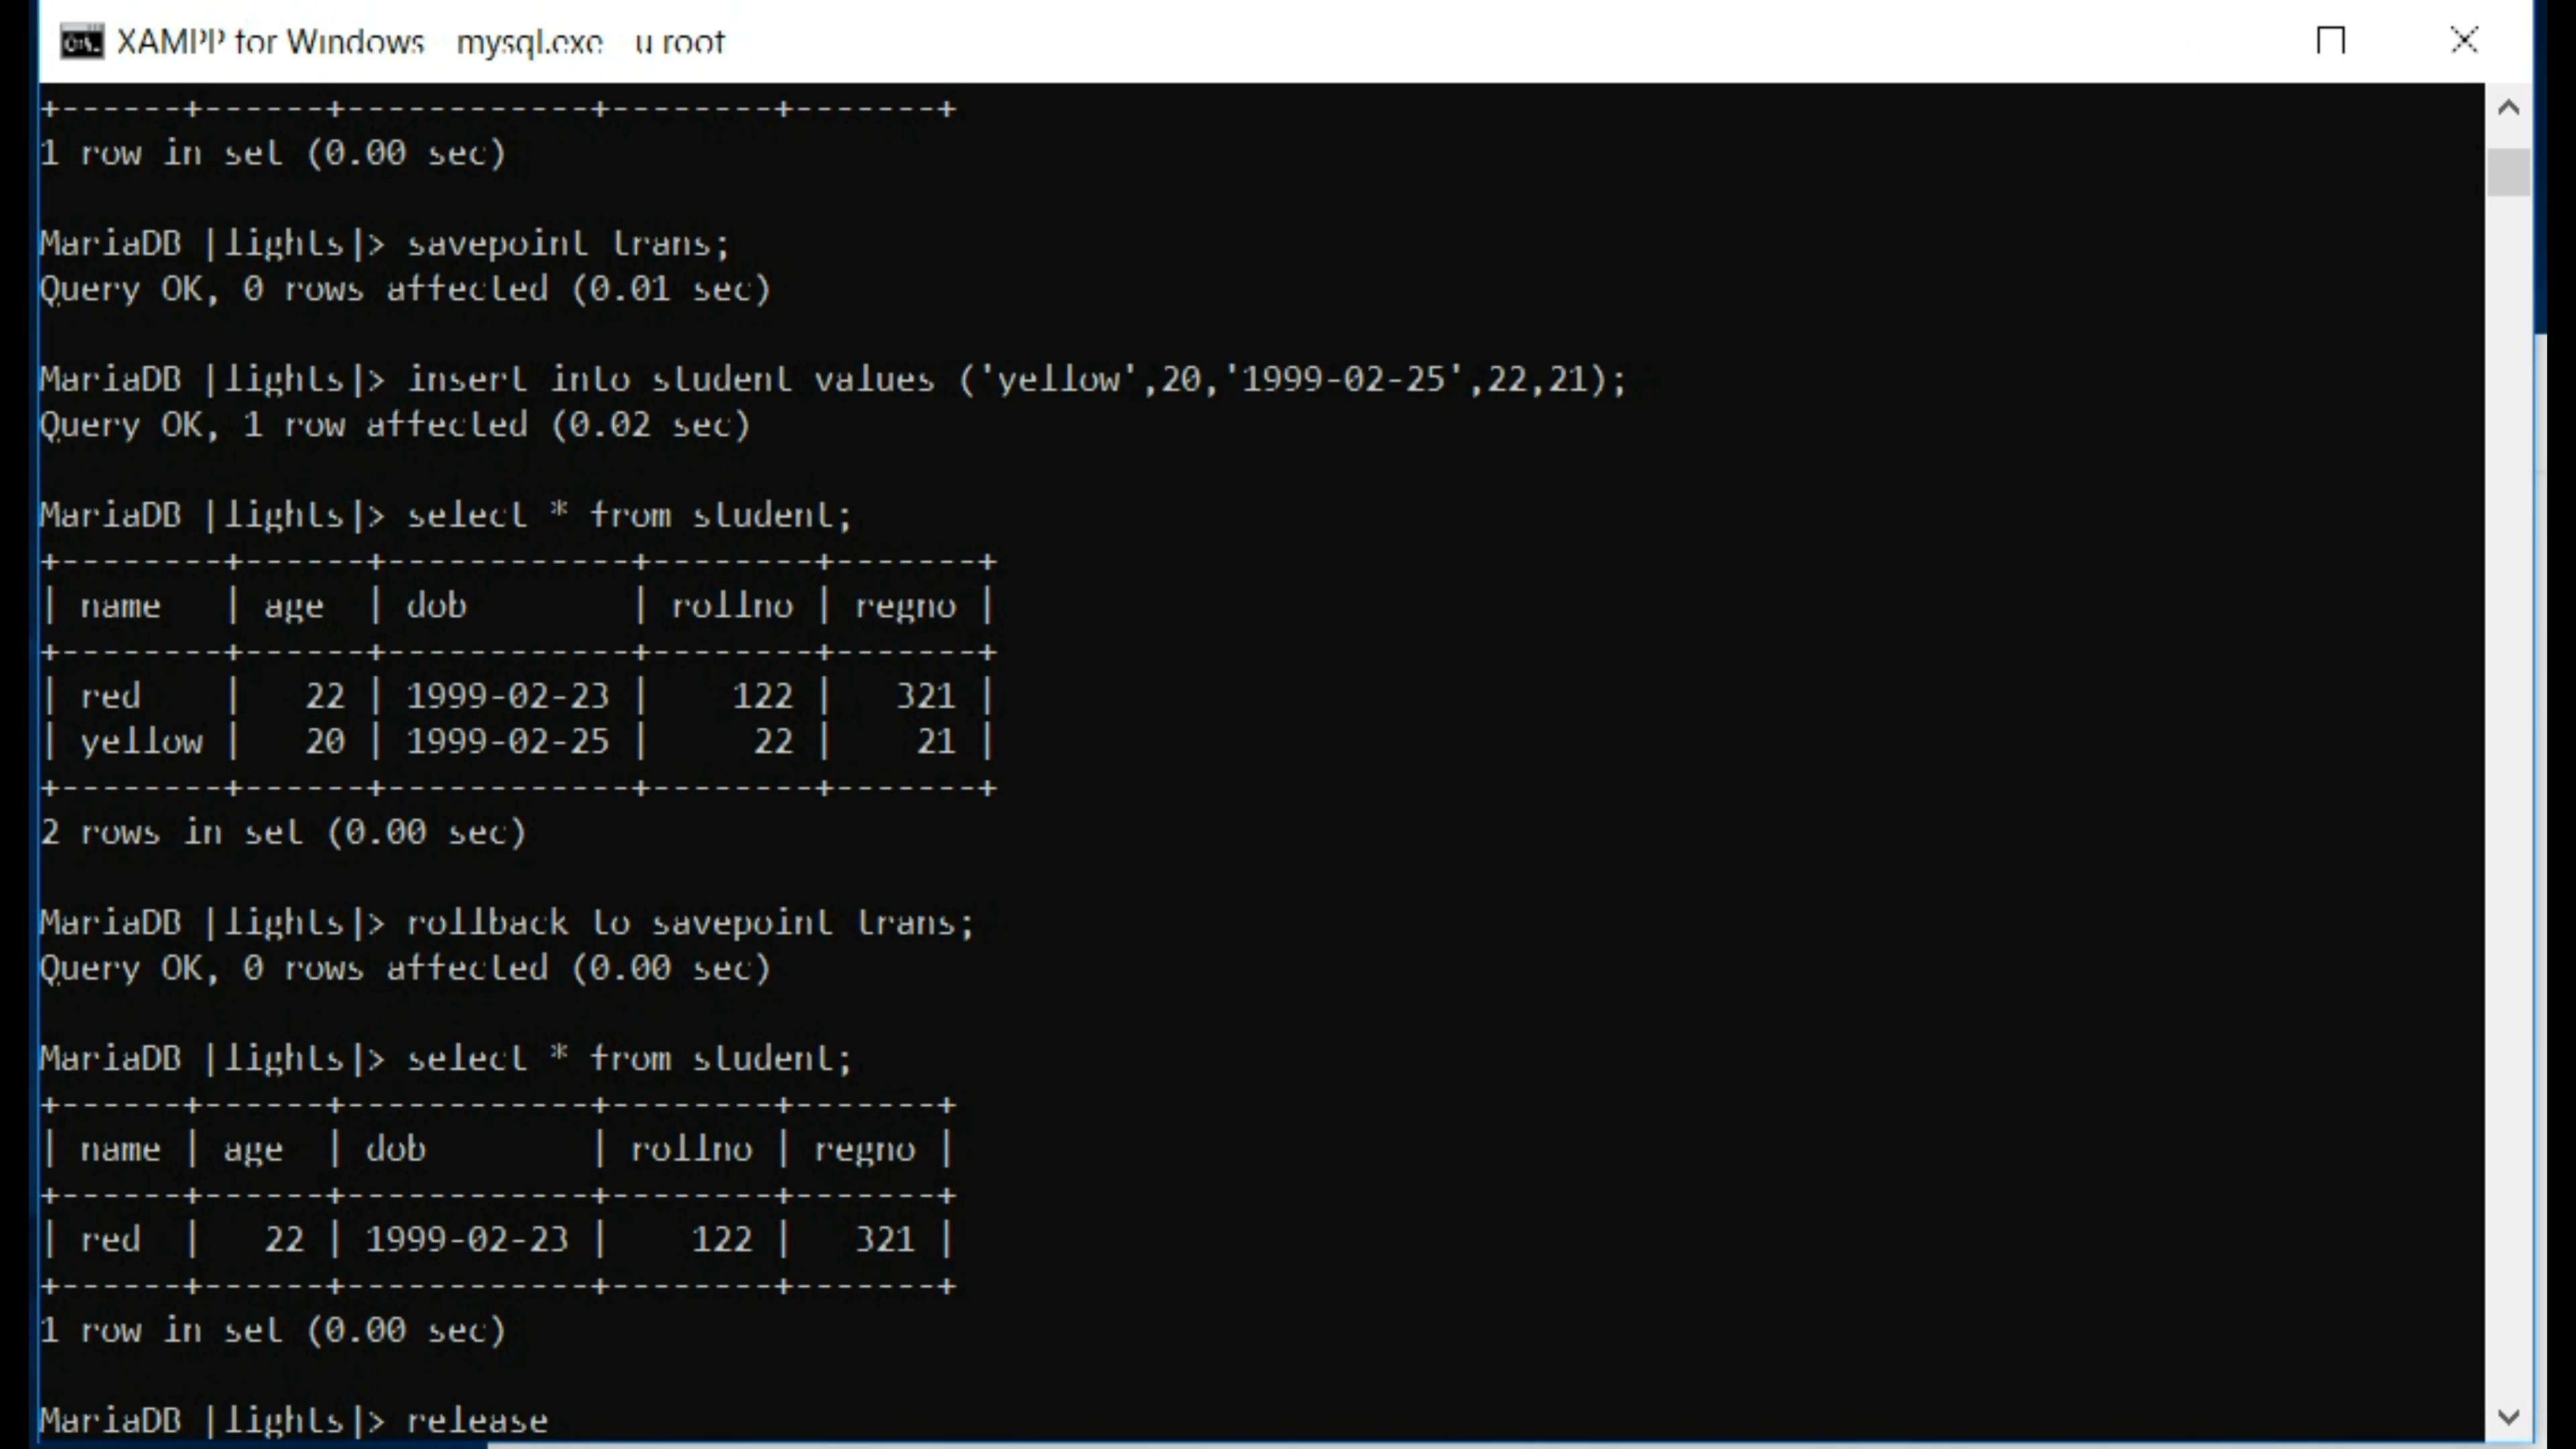 XAMPP for Windows - mysql.exe - u root
+------+------+------------+--------+-------+
1 row in set (0.00 sec)
MariaDB [lights]> savepoint trans;
Query OK, 0 rows affected (0.01 sec)
MariaDB [lights]> insert into student values ('yellow',20,'1999-02-25',22,21);
Query OK, 1 row affected (0.02 sec)
MariaDB [lights]> select * from student;
+--------+------+------------+--------+-------+
| name   | age  | dob        | rollno | regno |
+--------+------+------------+--------+-------+
| red    |   22 | 1999-02-23 |    122 |   321 |
| yellow |   20 | 1999-02-25 |     22 |    21 |
+--------+------+------------+--------+-------+
2 rows in set (0.00 sec)
MariaDB [lights]> rollback to savepoint trans;
Query OK, 0 rows affected (0.00 sec)
MariaDB [lights]> select * from student;
+------+------+------------+--------+-------+
| name | age  | dob        | rollno | regno |
+------+------+------------+--------+-------+
| red  |   22 | 1999-02-23 |    122 |   321 |
+------+------+------------+--------+-------+
1 row in set (0.00 sec)
MariaDB [lights]> release